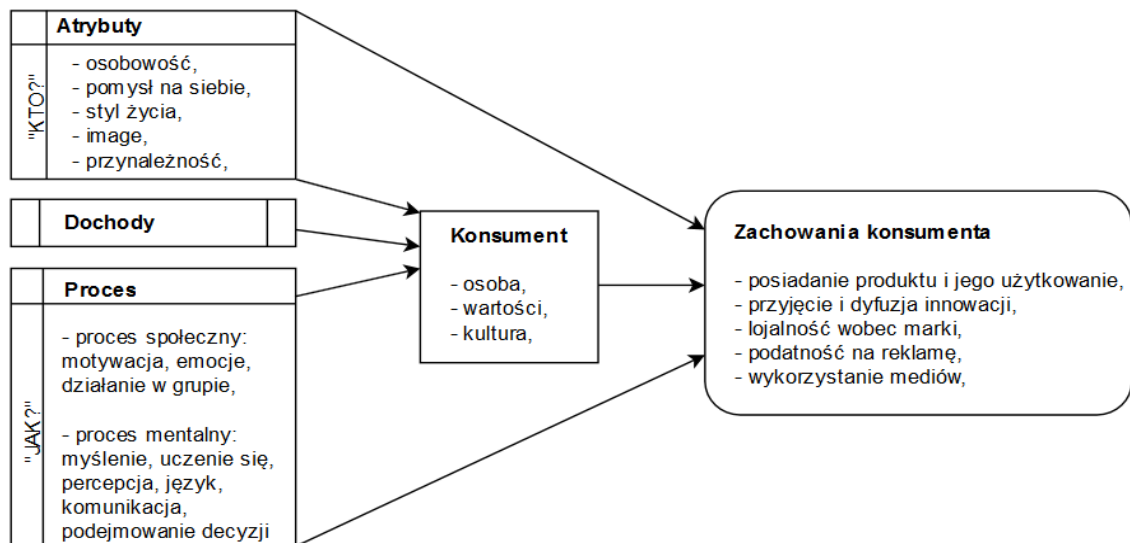 Atrybuty
"KTO?"
- osobowość,
- pomysł na siebie,
- styl życia,
- image,
- przynależność,
Dochody
Proces
"JAK?"
- proces społeczny:
motywacja, emocje,
działanie w grupie,
- proces mentalny:
myślenie, uczenie się,
percepcja, język,
komunikacja,
podejmowanie decyzji
Konsument
- osoba,
- wartości,
- kultura,
Zachowania konsumenta
- posiadanie produktu i jego użytkowanie,
- przyjęcie i dyfuzja innowacji,
- lojalność wobec marki,
- podatność na reklamę,
- wykorzystanie mediów,